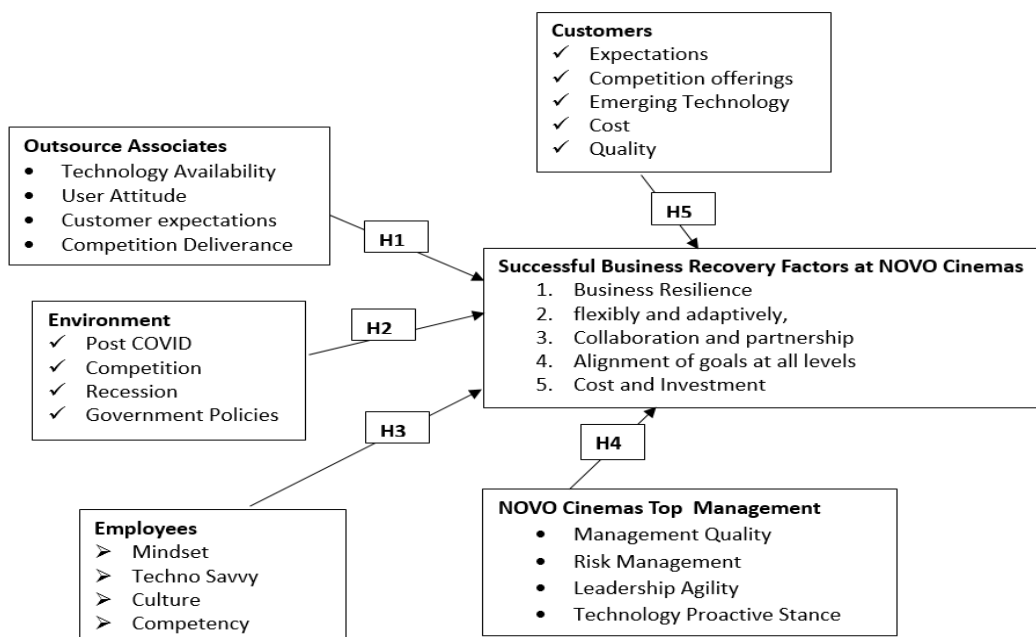 Customers
✓ Expectations
✓ Competition offerings
✓ Emerging Technology
✓ Cost
✓ Quality
Outsource Associates
• Technology Availability
• User Attitude
• Customer expectations
• Competition Deliverance
H5
H1
Successful Business Recovery Factors at NOVO Cinemas
1. Business Resilience
2. flexibly and adaptively,
3. Collaboration and partnership
4. Alignment of goals at all levels
5. Cost and Investment
Environment
✓ Post COVID
✓ Competition
✓ Recession
✓ Government Policies
H2
H3
H4
Employees
➢ Mindset
➢ Techno Savvy
➢ Culture
➢ Competency
NOVO Cinemas Top Management
• Management Quality
• Risk Management
• Leadership Agility
• Technology Proactive Stance